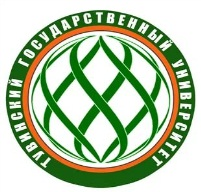 ТУВИНСКИЙ ГОСУДАРСТВЕННЫЙ УНИВЕРСИТЕТ